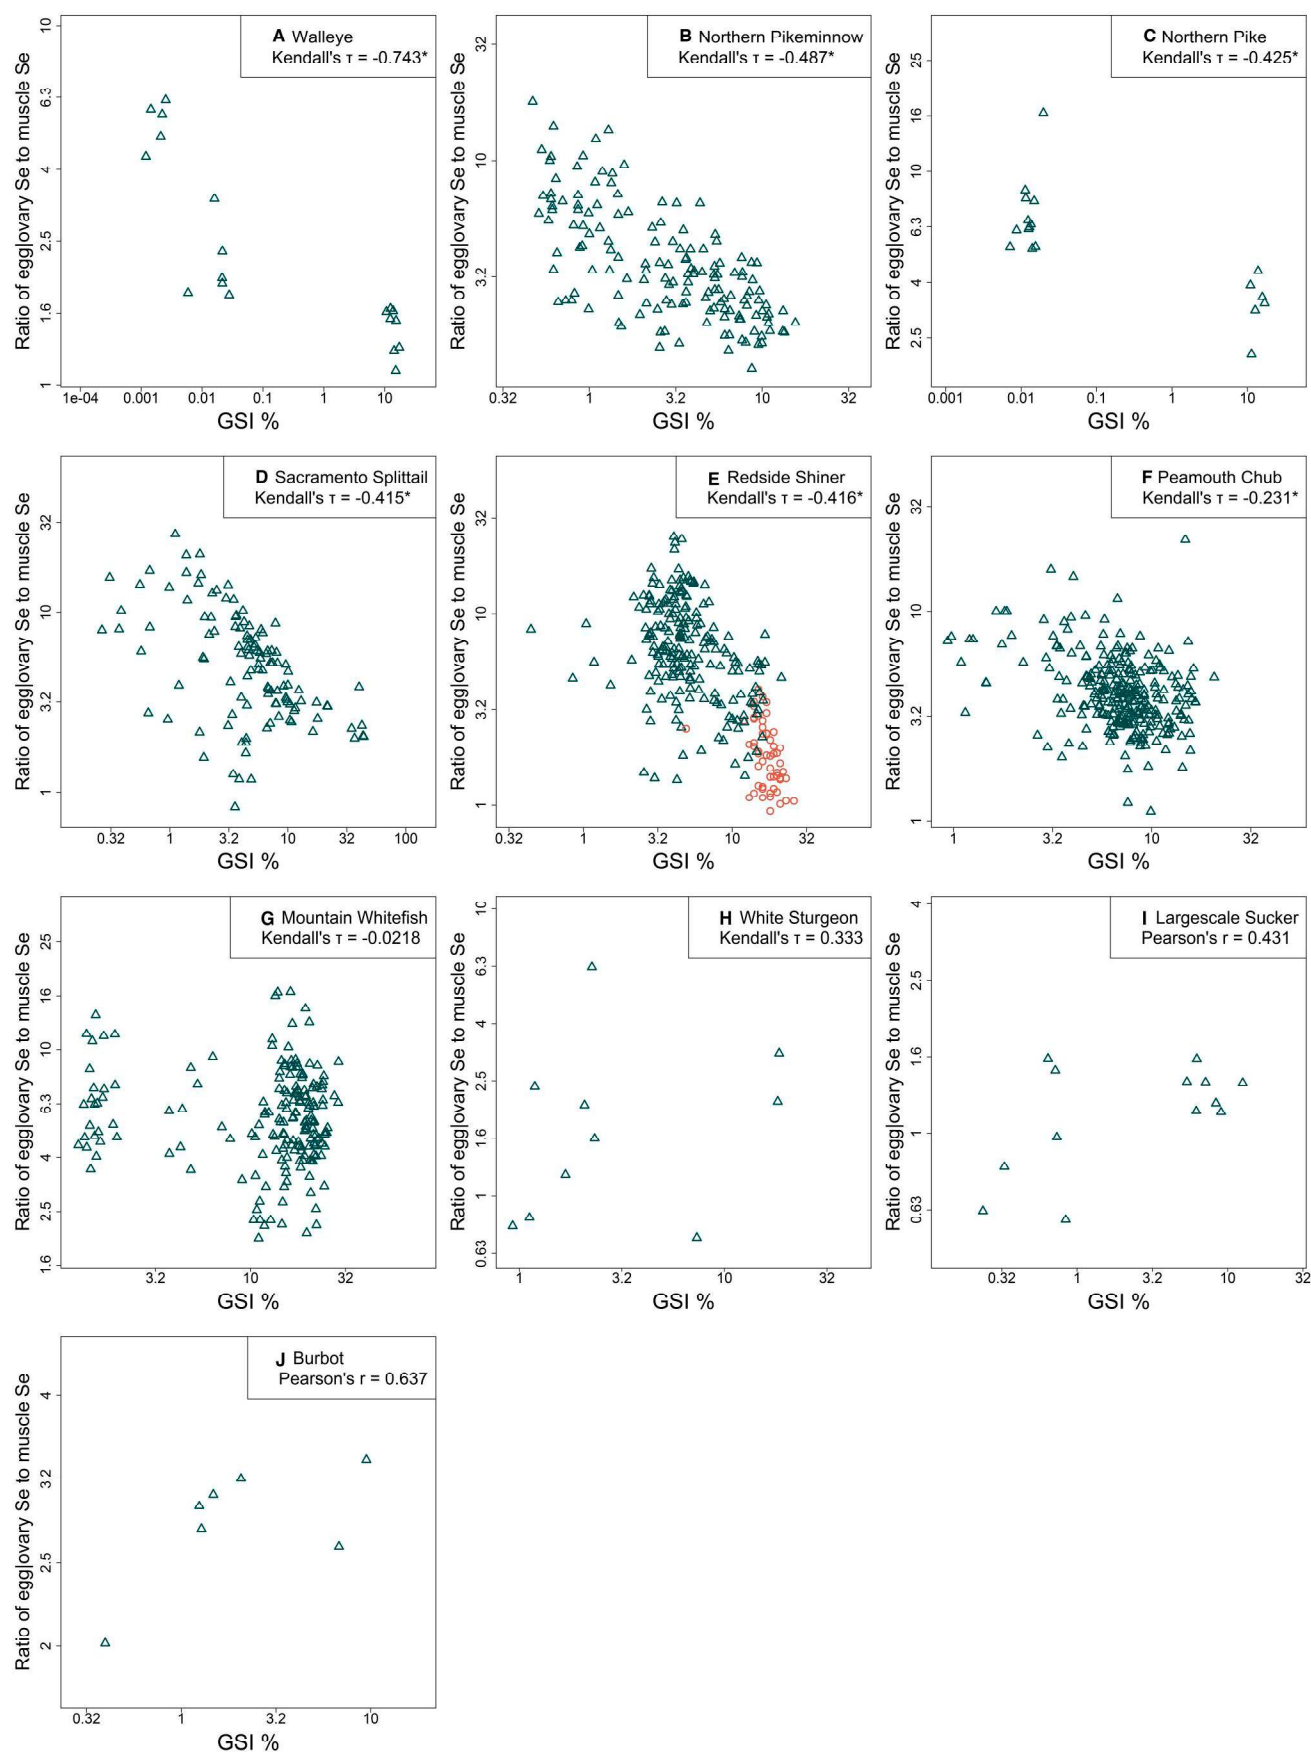 A Walleye
Kendall's τ = -0.743*
Ratio of egg|ovary Se to muscle Se
10
6.3
4
2.5
1.6
1
1e-04 0.001 0.01 0.1 1 10
GSI %
B Northern Pikeminnow
Kendall's τ = -0.487*
Ratio of egg|ovary Se to muscle Se
32
10
3.2
0.32 1 3.2 10 32
GSI %
C Northern Pike
Kendall's τ = -0.425*
Ratio of egg|ovary Se to muscle Se
25
16
10
6.3
4
2.5
0.001 0.01 0.1 1 10
GSI %
D Sacramento Splittail
Kendall's τ = -0.415*
Ratio of egg|ovary Se to muscle Se
32
10
3.2
1
0.32 1 3.2 10 32 100
GSI %
E Redside Shiner
Kendall's τ = -0.416*
Ratio of egg|ovary Se to muscle Se
32
10
3.2
1
0.32 1 3.2 10 32
GSI %
F Peamouth Chub
Kendall's τ = -0.231*
Ratio of egg|ovary Se to muscle Se
32
10
3.2
1
1 3.2 10 32
GSI %
G Mountain Whitefish
Kendall's τ = -0.0218
Ratio of egg|ovary Se to muscle Se
25
16
10
6.3
4
2.5
1.6
3.2 10 32
GSI %
H White Sturgeon
Kendall's τ = 0.333
Ratio of egg|ovary Se to muscle Se
10
6.3
4
2.5
1.6
1
0.63
1 3.2 10 32
GSI %
I Largescale Sucker
Pearson's r = 0.431
Ratio of egg|ovary Se to muscle Se
4
2.5
1.6
1
0.63
0.32 1 3.2 10 32
GSI %
J Burbot
Pearson's r = 0.637
Ratio of egg|ovary Se to muscle Se
4
3.2
2.5
2
0.32 1 3.2 10
GSI %